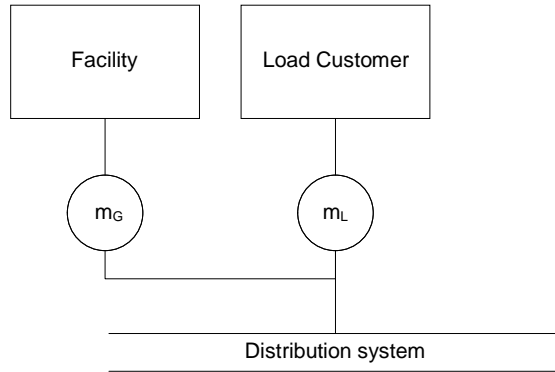 Facility
Load Customer
mG
mL
Distribution system